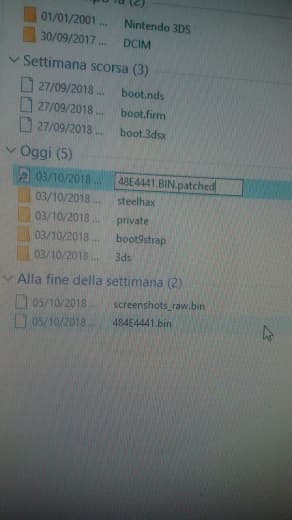 (2)
01/01/2001 ... Nintendo 3DS
30/09/2017 ... DCIM
Settimana scorsa (3)
27/09/2018 ... boot.nds
27/09/2018 ... boot.firm
27/09/2018 ... boot.3dsx
Oggi (5)
03/10/2018 ... 48E4441.BIN.patched
03/10/2018 ... steelhax
03/10/2018 ... private
03/10/2018 ... boot9strap
03/10/2018 ... 3ds
Alla fine della settimana (2)
05/10/2018 ... screenshots_raw.bin
05/10/2018 ... 484E4441.bin